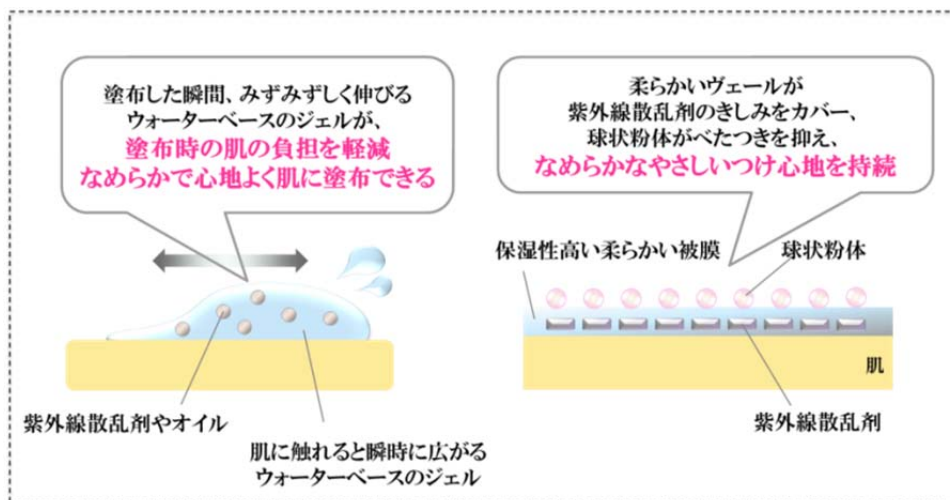 塗布した瞬間、みずみずしく伸びる
ウォーターベースのジェルが、
塗布時の肌の負担を軽減
なめらかで心地よく肌に塗布できる
紫外線散乱剤やオイル
肌に触れると瞬時に広がる
ウォーターベースのジェル
柔らかいヴェールが
紫外線散乱剤のきしみをカバー、
球状粉体がべたつきを抑え、
なめらかなやさしいつけ心地を持続
保湿性高い柔らかい被膜
球状粉体
肌
紫外線散乱剤